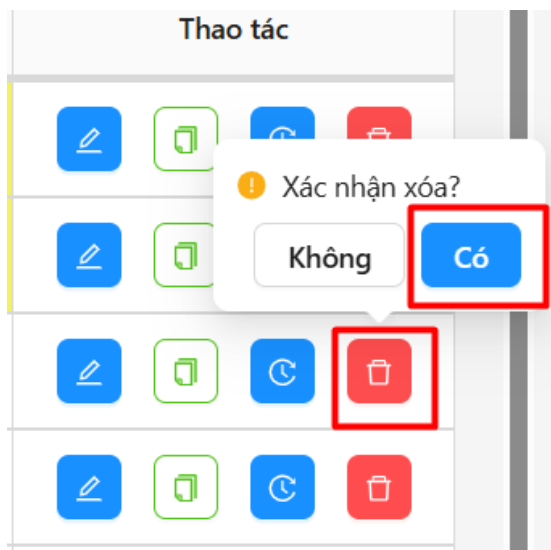 Thao tác
Xác nhận xóa?
Không
Có